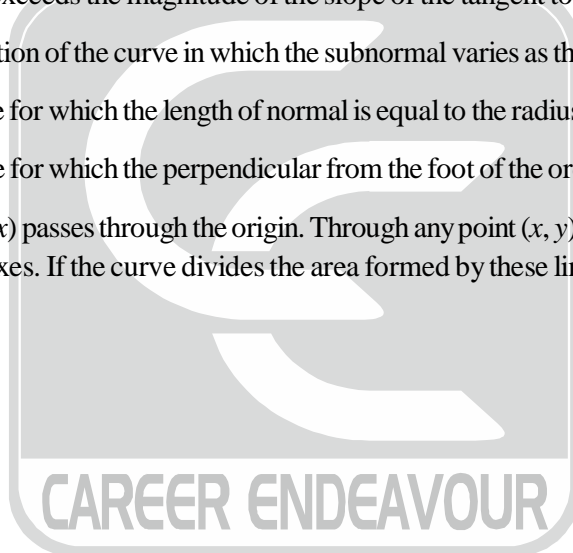 exceeds the magnitude of the slope of the tangent to
tion of the curve in which the subnormal varies as th
e for which the length of normal is equal to the radius
e for which the perpendicular from the foot of the or
x) passes through the origin. Through any point (x, y)
xes. If the curve divides the area formed by these lin
CAREER ENDEAVOUR